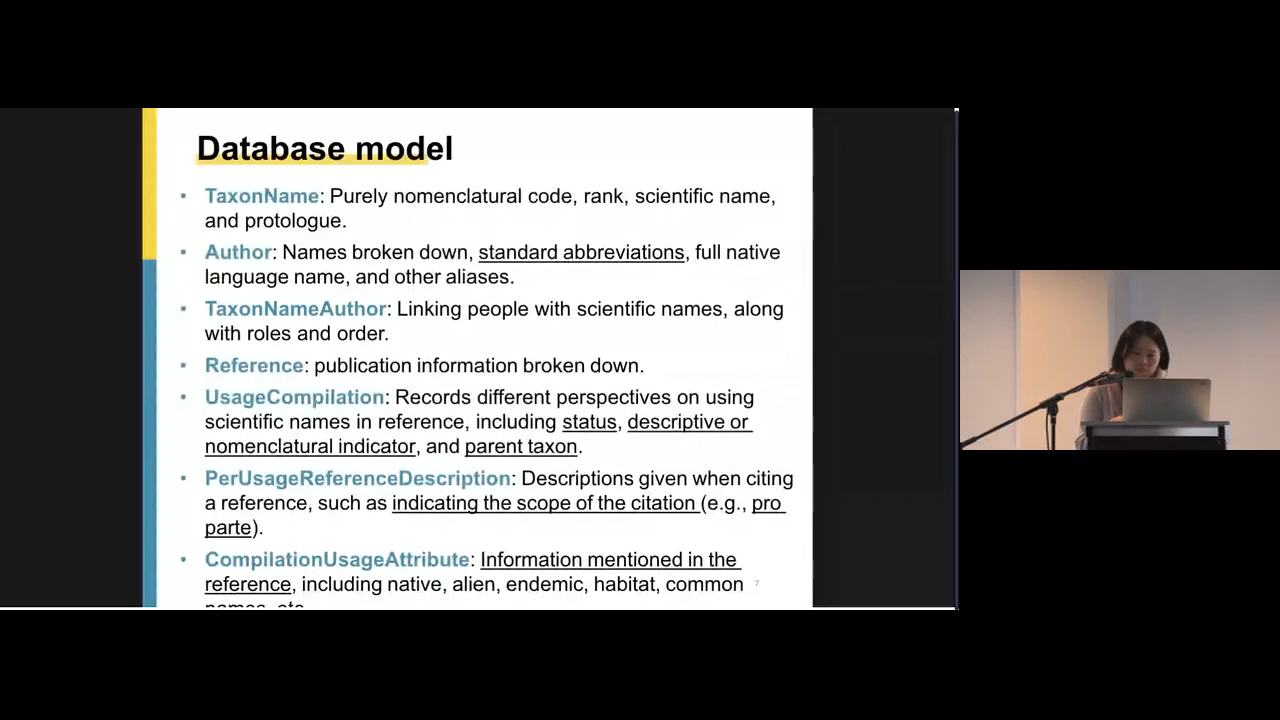 Database model
• TaxonName: Purely nomenclatural code, rank, scientific name,
and protologue.
• Author: Names broken down, standard abbreviations, full native
language name, and other aliases.
• TaxonNameAuthor: Linking people with scientific names, along
with roles and order.
• Reference: publication information broken down.
• UsageCompilation: Records different perspectives on using
scientific names in reference, including status, descriptive or
nomenclatural indicator, and parent taxon.
• PerUsageReferenceDescription: Descriptions given when citing
a reference, such as indicating the scope of the citation (e.g., pro
parte).
• CompilationUsageAttribute: Information mentioned in the
reference, including native, alien, endemic, habitat, common
names, etc.
7